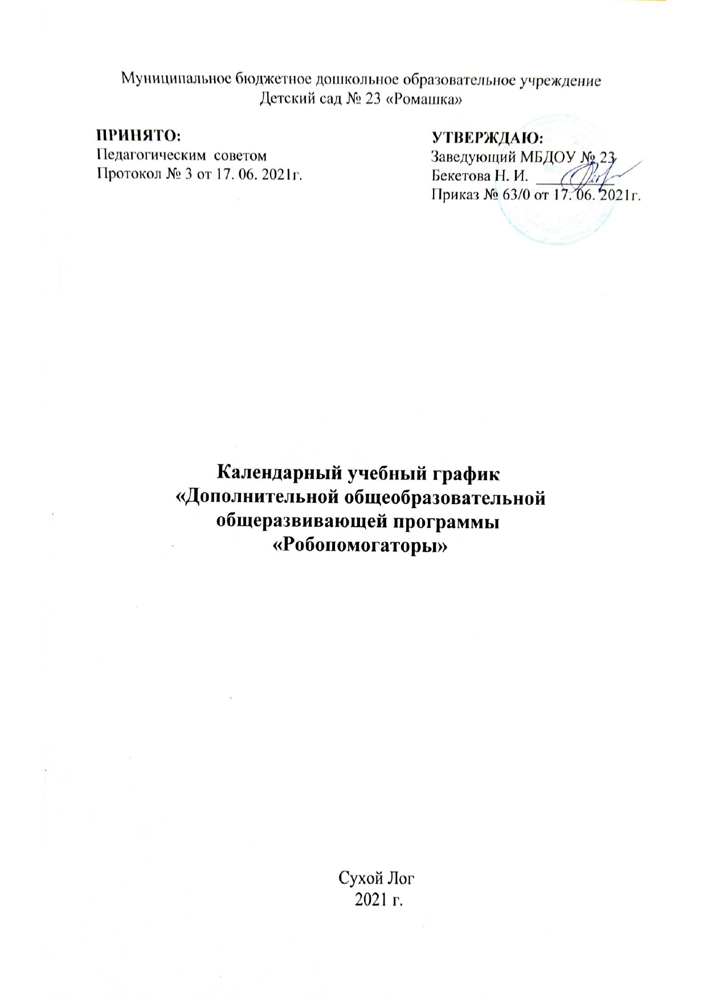 Муниципальное бюджетное дошкольное образовательное учреждение
Детский сад № 23 «Ромашка»
ПРИНЯТО:
Педагогическим советом
Протокол № 3 от 17. 06. 2021г.
УТВЕРЖДАЮ:
Заведующий МБДОУ № 23
Бекетова Н. И. __________
Приказ № 63/0 от 17. 06. 2021г.
Календарный учебный график
«Дополнительной общеобразовательной
общеразвивающей программы
«Робопомогаторы»
Сухой Лог
2021 г.